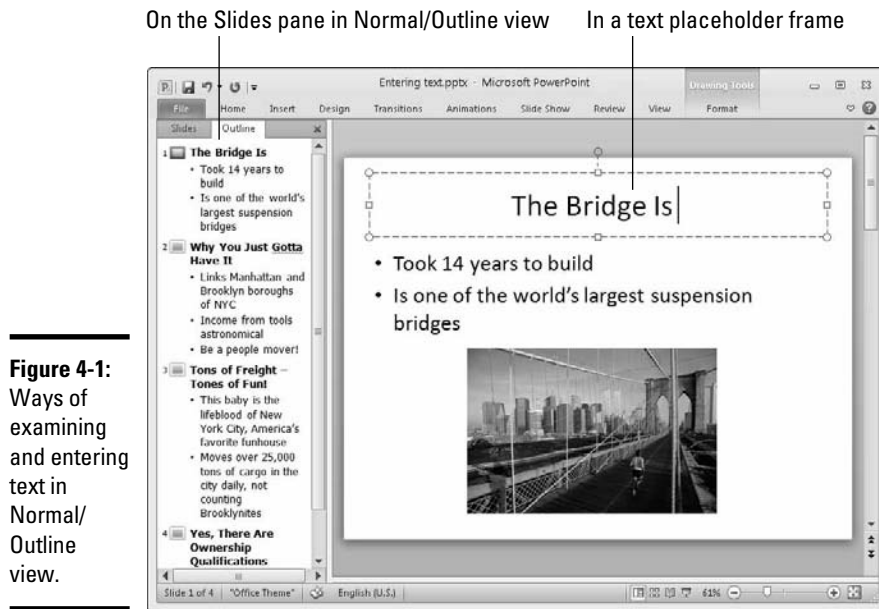 On the Slides pane in Normal/Outline view
In a text placeholder frame
Entering text.pptx - Microsoft PowerPoint
Drawing Tools
File Home Insert Design Transitions Animations Slide Show Review View Format
Slides Outline
1 The Bridge Is
• Took 14 years to
build
• Is one of the world's
largest suspension
bridges
2 Why You Just Gotta
Have It
• Links Manhattan and
Brooklyn boroughs
of NYC
• Income from tools
astronomical
• Be a people mover!
3 Tons of Freight –
Tones of Fun!
• This baby is the
lifeblood of New
York City, America's
favorite funhouse
• Moves over 25,000
tons of cargo in the
city daily, not
counting
Brooklynites
4 Yes, There Are
Ownership
Qualifications
The Bridge Is
• Took 14 years to build
• Is one of the world's largest suspension
bridges
Slide 1 of 4 "Office Theme" English (U.S.) 61%
Figure 4-1:
Ways of
examining
and entering
text in
Normal/
Outline
view.